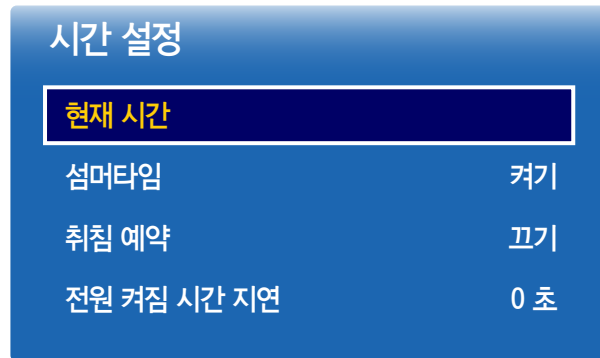 시간 설정
현재 시간
섬머타임 켜기
취침 예약 끄기
전원 켜짐 시간 지연 0 초